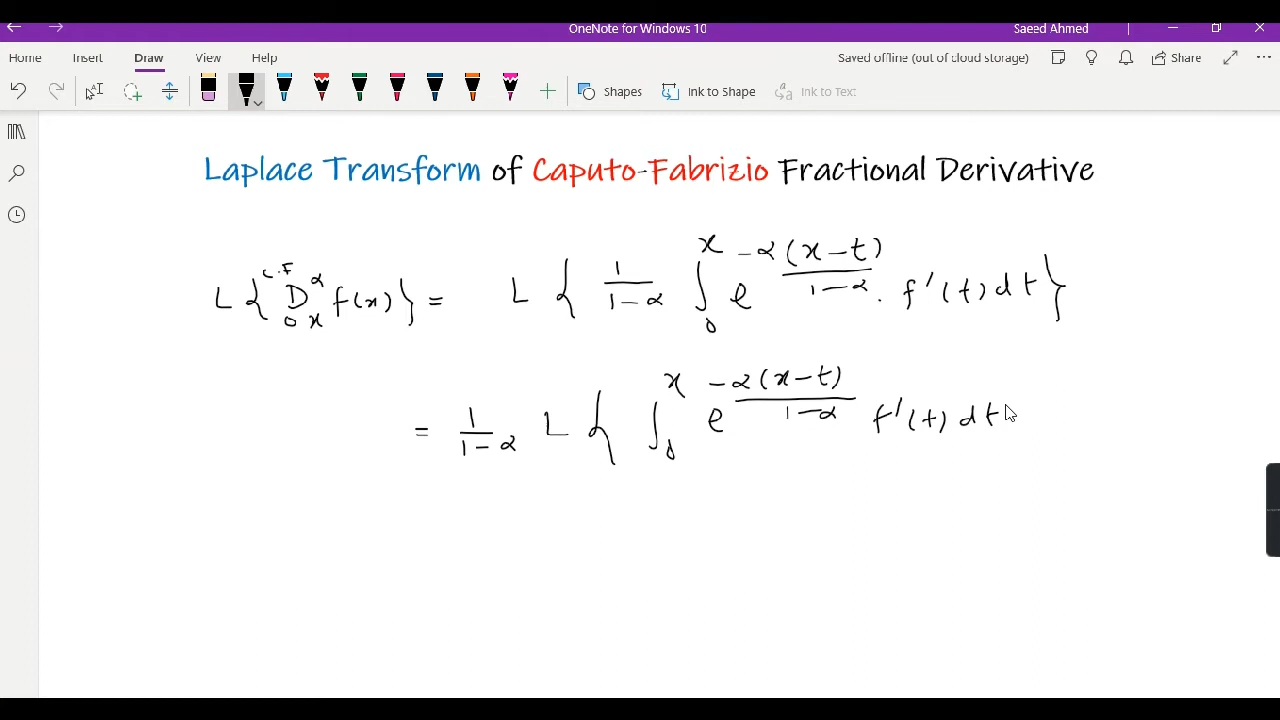 OneNote for Windows 10
Saeed Ahmed
Home Insert Draw View Help
Saved offline (out of cloud storage) Share
Shapes Ink to Shape Ink to Text
Laplace Transform of Caputo-Fabrizio Fractional Derivative
L{ ₀^{C.F}D_x^α f(x)} = L { 1/(1-α) ∫₀^x e^{-α(x-t)/(1-α)} . f'(t) dt }
= 1/(1-α) L { ∫₀^x e^{-α(x-t)/(1-α)} f'(t) dt